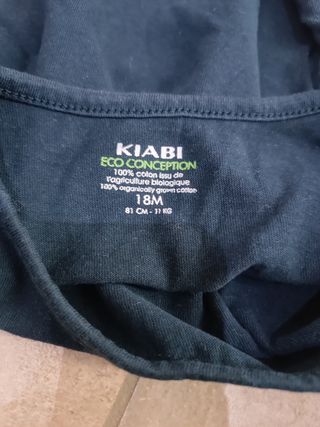 KIABI
ECO CONCEPTION
100% coton issu de
l'agriculture biologique
100% organically grown cotton
18M
81 CM - 11 KG